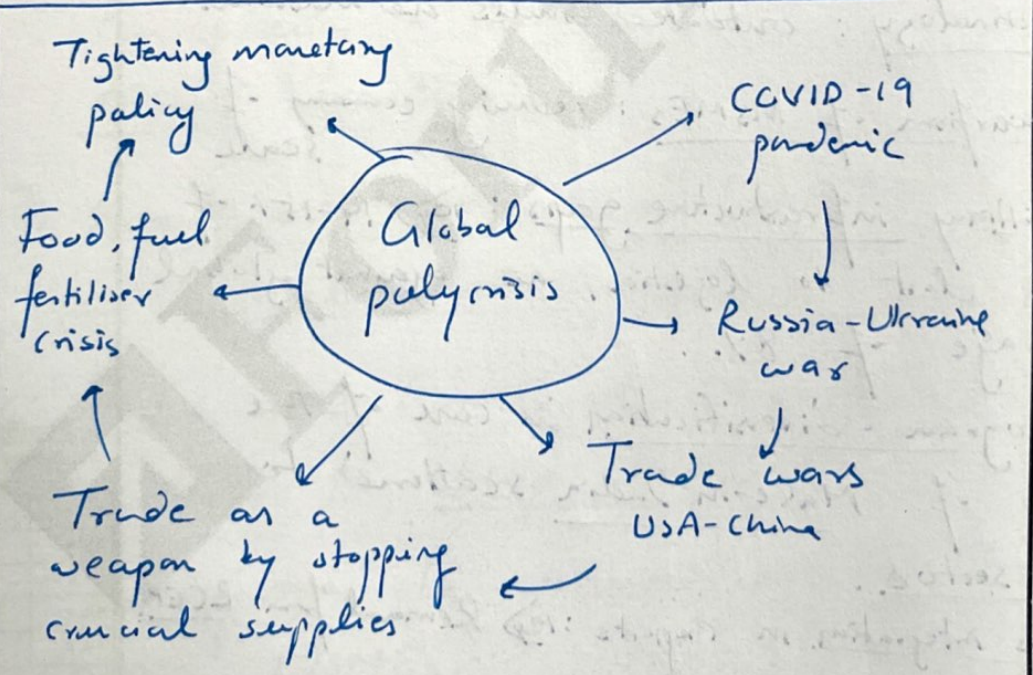 Tightening monetary
policy
COVID-19
pandemic
Global
polycrisis
Food, fuel
fertiliser
crisis
Russia-Ukraine
war
Trade wars
USA-China
Trade as a
weapon by stopping
crucial supplies
Foru